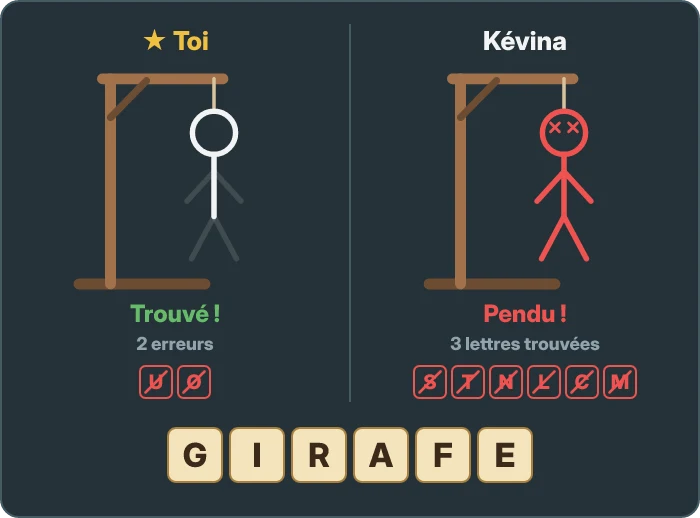 ★ Toi
Trouvé !
2 erreurs
U O
Kévina
Pendu !
3 lettres trouvées
S T N L C M
G I R A F E